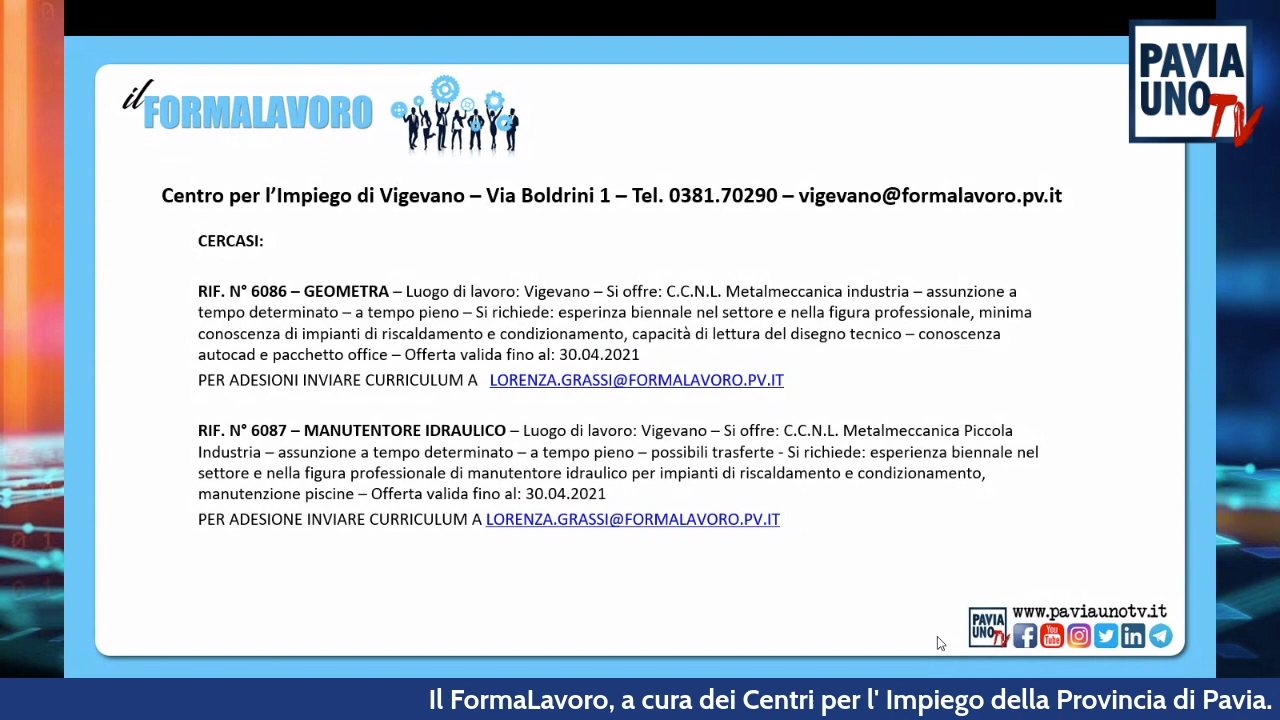 PAVIA
UNO TV
il FORMALAVORO
Centro per l’Impiego di Vigevano – Via Boldrini 1 – Tel. 0381.70290 – vigevano@formalavoro.pv.it
CERCASI:
RIF. N° 6086 – GEOMETRA – Luogo di lavoro: Vigevano – Si offre: C.C.N.L. Metalmeccanica industria – assunzione a
tempo determinato – a tempo pieno – Si richiede: esperinza biennale nel settore e nella figura professionale, minima
conoscenza di impianti di riscaldamento e condizionamento, capacità di lettura del disegno tecnico – conoscenza
autocad e pacchetto office – Offerta valida fino al: 30.04.2021
PER ADESIONI INVIARE CURRICULUM A LORENZA.GRASSI@FORMALAVORO.PV.IT
RIF. N° 6087 – MANUTENTORE IDRAULICO – Luogo di lavoro: Vigevano – Si offre: C.C.N.L. Metalmeccanica Piccola
Industria – assunzione a tempo determinato – a tempo pieno – possibili trasferte - Si richiede: esperienza biennale nel
settore e nella figura professionale di manutentore idraulico per impianti di riscaldamento e condizionamento,
manutenzione piscine – Offerta valida fino al: 30.04.2021
PER ADESIONE INVIARE CURRICULUM A LORENZA.GRASSI@FORMALAVORO.PV.IT
www.paviaunotv.it
PAVIA
UNO TV
You Tube
Il FormaLavoro, a cura dei Centri per l' Impiego della Provincia di Pavia.